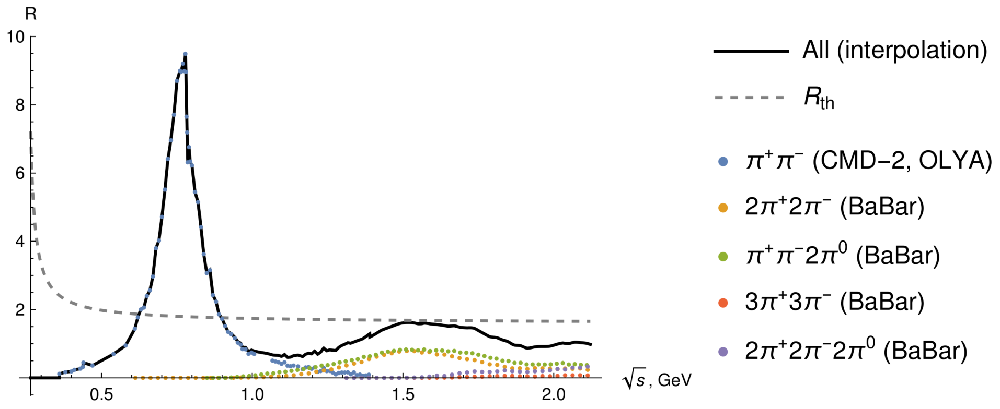 R
10
8
6
4
2
0.5 1.0 1.5 2.0
√s, GeV
All (interpolation)
R_th
π⁺π⁻ (CMD−2, OLYA)
2π⁺2π⁻ (BaBar)
π⁺π⁻2π⁰ (BaBar)
3π⁺3π⁻ (BaBar)
2π⁺2π⁻2π⁰ (BaBar)